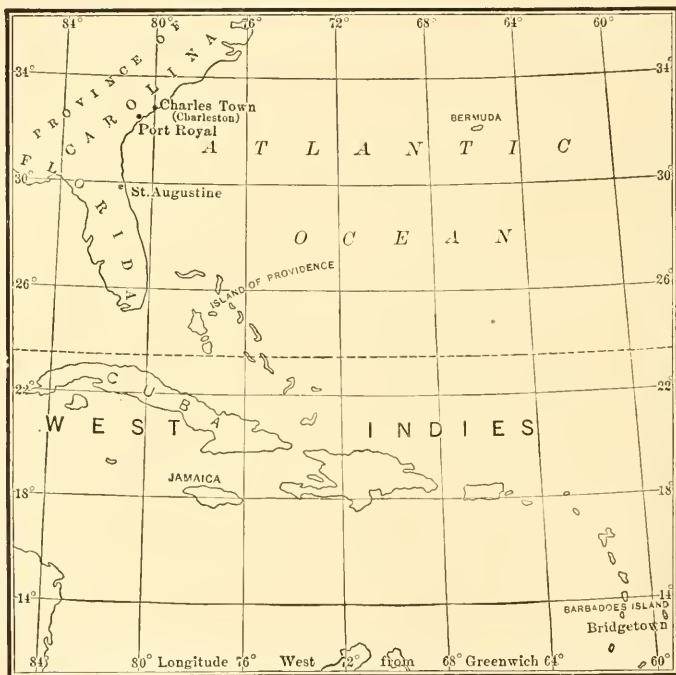 84° 80° 76° 72° 68° 64° 60°
PROVINCE OF
CAROLINA
34° 34°
Charles Town
(Charleston)
Port Royal
BERMUDA
ATLANTIC
FLORIDA
30° 30°
St. Augustine
OCEAN
ISLAND OF PROVIDENCE
26° 26°
22° 22°
CUBA
WEST INDIES
JAMAICA
18° 18°
14° 14°
BARBADOES ISLAND
Bridgetown
84° 80° Longitude 76° West 72° from 68° Greenwich 64° 60°